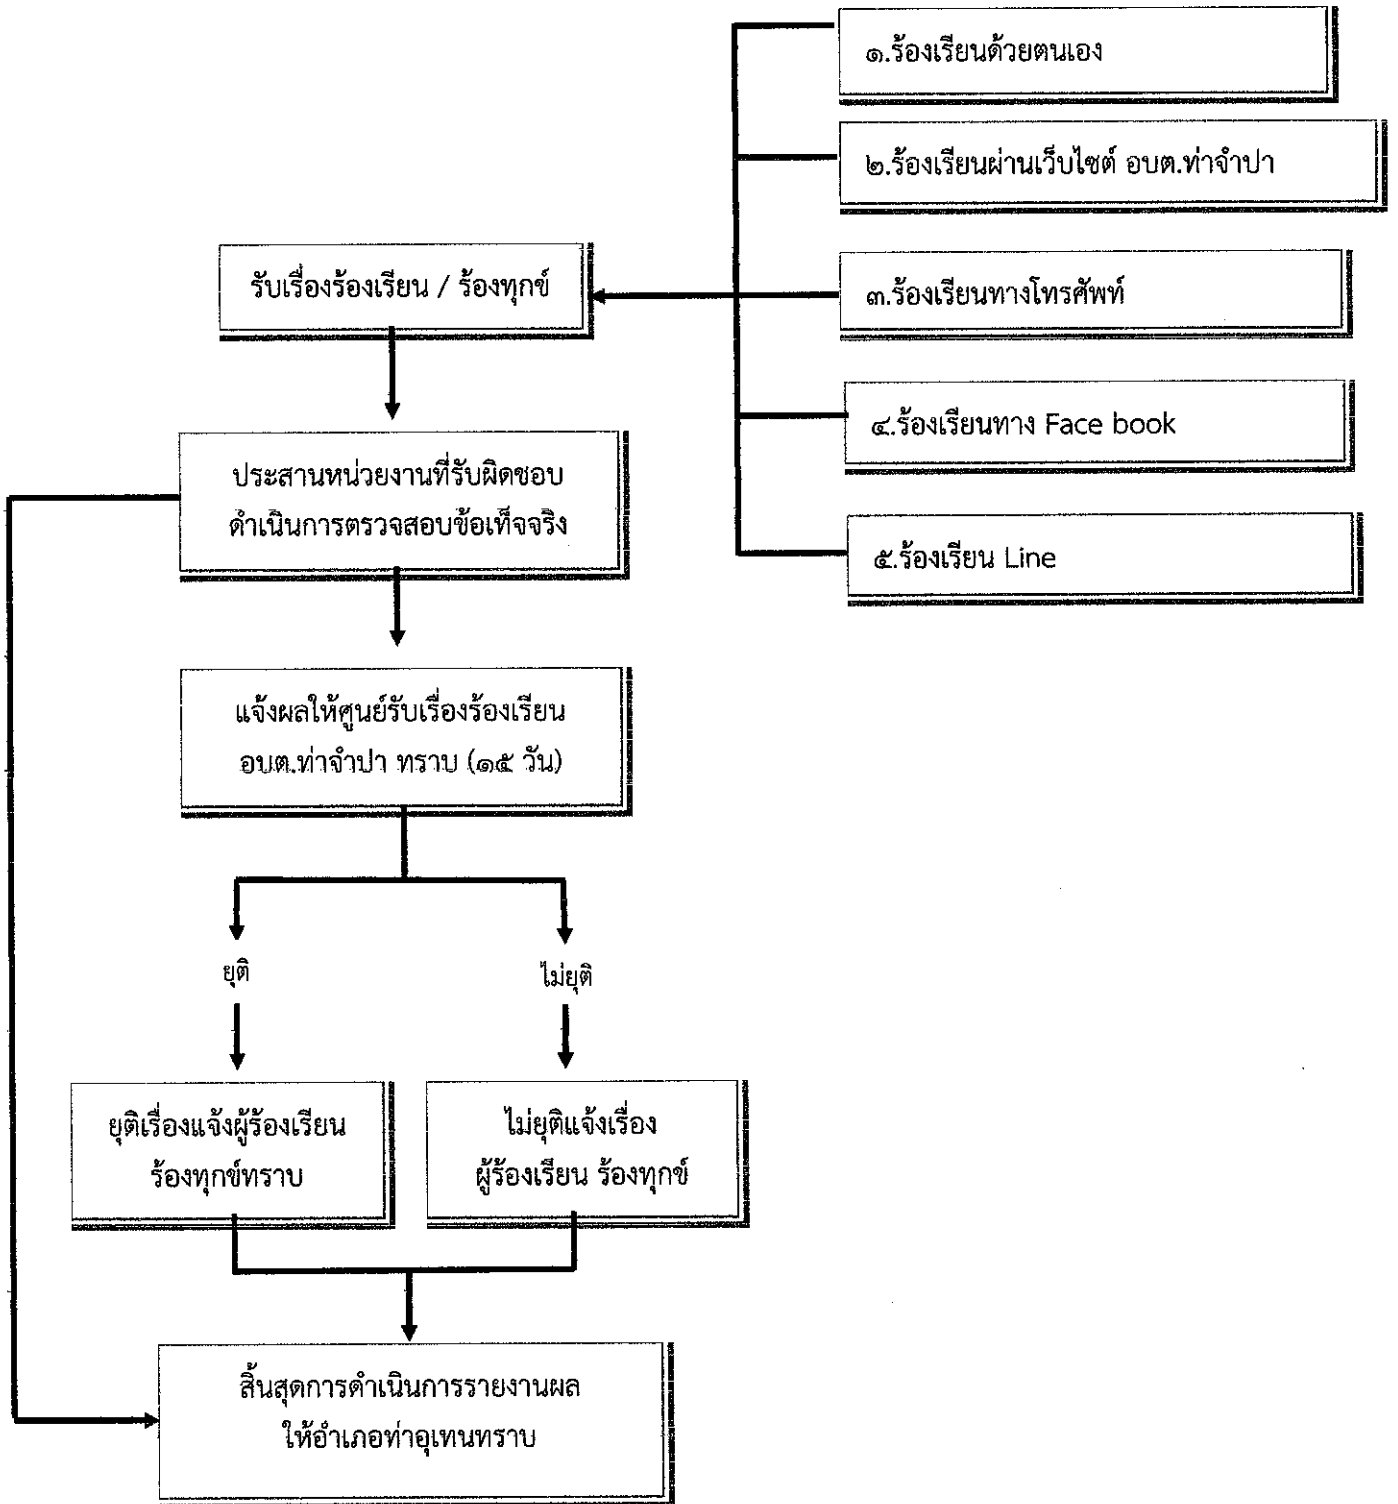 ๑.ร้องเรียนด้วยตนเอง
๒.ร้องเรียนผ่านเว็บไซต์ อบต.ท่าจำปา
รับเรื่องร้องเรียน / ร้องทุกข์
๓.ร้องเรียนทางโทรศัพท์
๔.ร้องเรียนทาง Face book
๕.ร้องเรียน Line
ประสานหน่วยงานที่รับผิดชอบ
ดำเนินการตรวจสอบข้อเท็จจริง
แจ้งผลให้ศูนย์รับเรื่องร้องเรียน
อบต.ท่าจำปา ทราบ (๑๕ วัน)
ยุติ
ไม่ยุติ
ยุติเรื่องแจ้งผู้ร้องเรียน
ร้องทุกข์ทราบ
ไม่ยุติแจ้งเรื่อง
ผู้ร้องเรียน ร้องทุกข์
สิ้นสุดการดำเนินการรายงานผล
ให้อำเภอท่าอุเทนทราบ